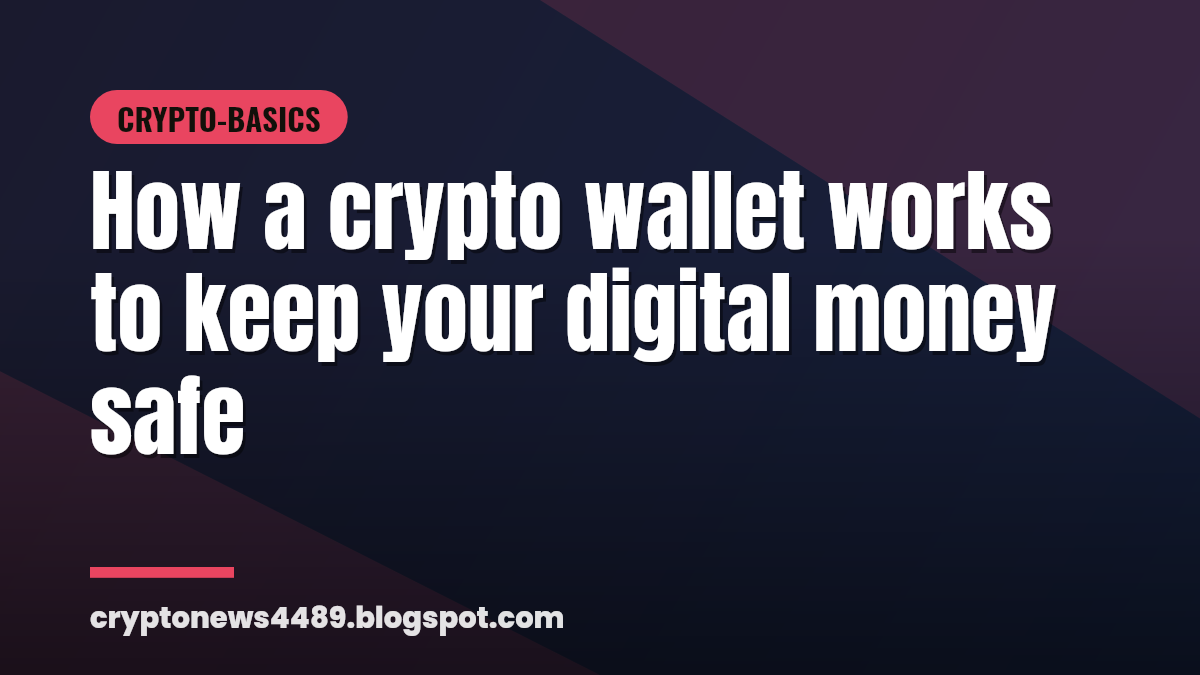 CRYPTO-BASICS
How a crypto wallet works
to keep your digital money
safe
cryptonews4489.blogspot.com